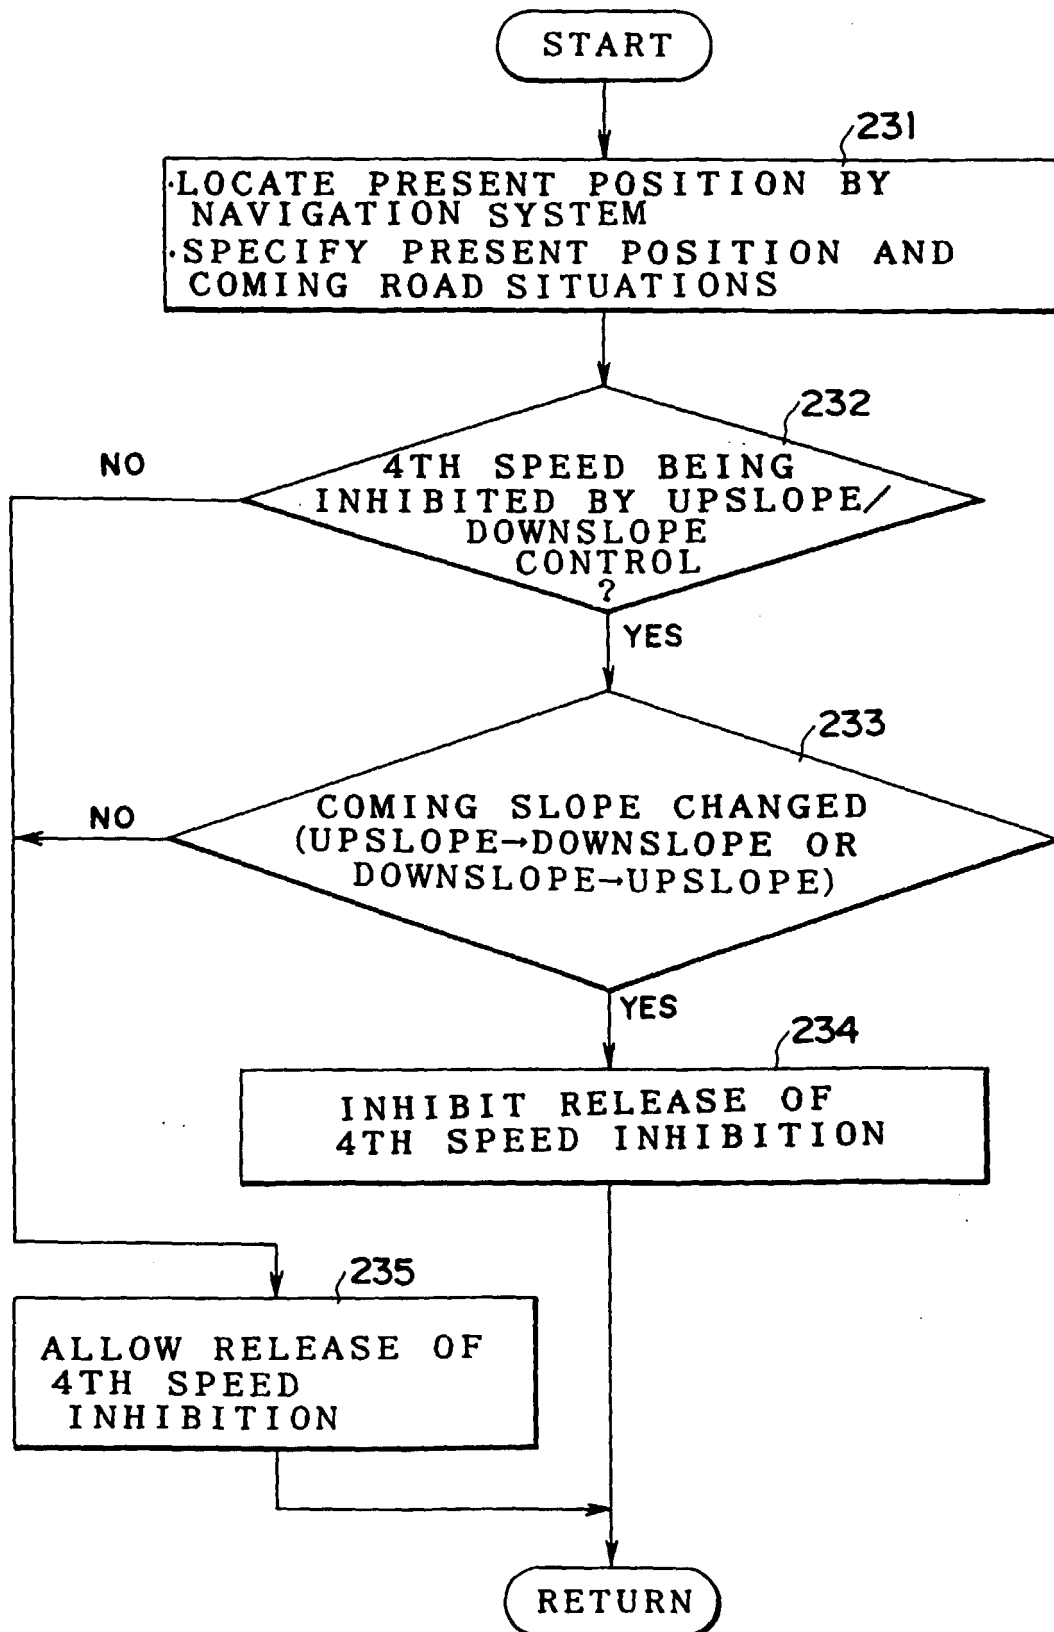 START
231
·LOCATE PRESENT POSITION BY
NAVIGATION SYSTEM
·SPECIFY PRESENT POSITION AND
COMING ROAD SITUATIONS
232
NO
4TH SPEED BEING
INHIBITED BY UPSLOPE/
DOWNSLOPE
CONTROL
?
YES
233
NO
COMING SLOPE CHANGED
(UPSLOPE→DOWNSLOPE OR
DOWNSLOPE→UPSLOPE)
YES
234
INHIBIT RELEASE OF
4TH SPEED INHIBITION
235
ALLOW RELEASE OF
4TH SPEED
INHIBITION
RETURN